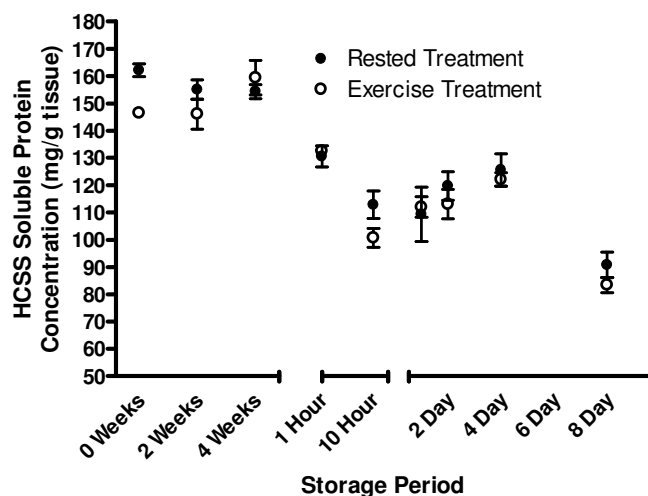 HCSS Soluble Protein
Concentration (mg/g tissue)
180
170
160
150
140
130
120
110
100
90
80
70
60
50
Rested Treatment
Exercise Treatment
0 Weeks
2 Weeks
4 Weeks
1 Hour
10 Hour
2 Day
4 Day
6 Day
8 Day
Storage Period